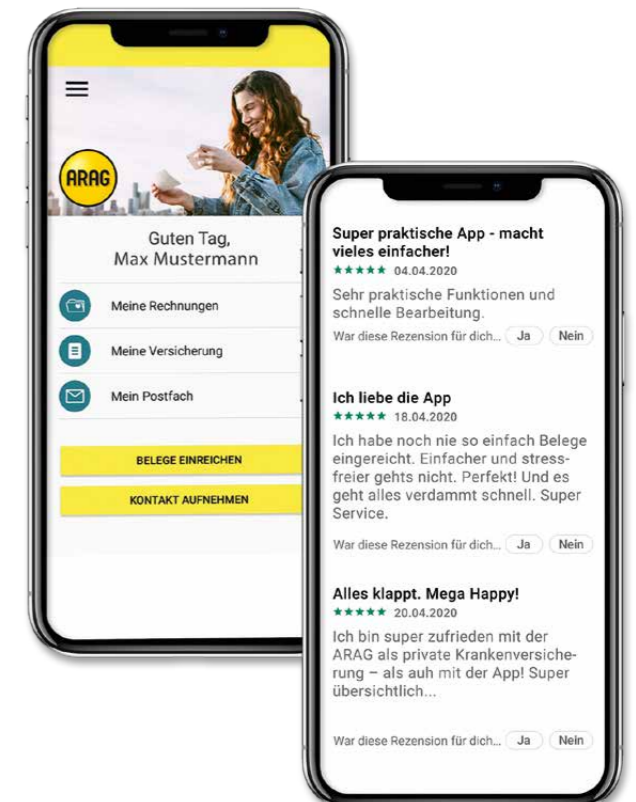 ARAG
Guten Tag,
Max Mustermann
Meine Rechnungen
Meine Versicherung
Mein Postfach
BELEGE EINREICHEN
KONTAKT AUFNEHMEN
Super praktische App - macht
vieles einfacher!
★★★★★ 04.04.2020
Sehr praktische Funktionen und
schnelle Bearbeitung.
War diese Rezension für dich... Ja Nein
Ich liebe die App
★★★★★ 18.04.2020
Ich habe noch nie so einfach Belege
eingereicht. Einfacher und stress-
freier gehts nicht. Perfekt! Und es
geht alles verdammt schnell. Super
Service.
War diese Rezension für dich... Ja Nein
Alles klappt. Mega Happy!
★★★★★ 20.04.2020
Ich bin super zufrieden mit der
ARAG als private Krankenversiche-
rung – als auh mit der App! Super
übersichtlich...
War diese Rezension für dich... Ja Nein